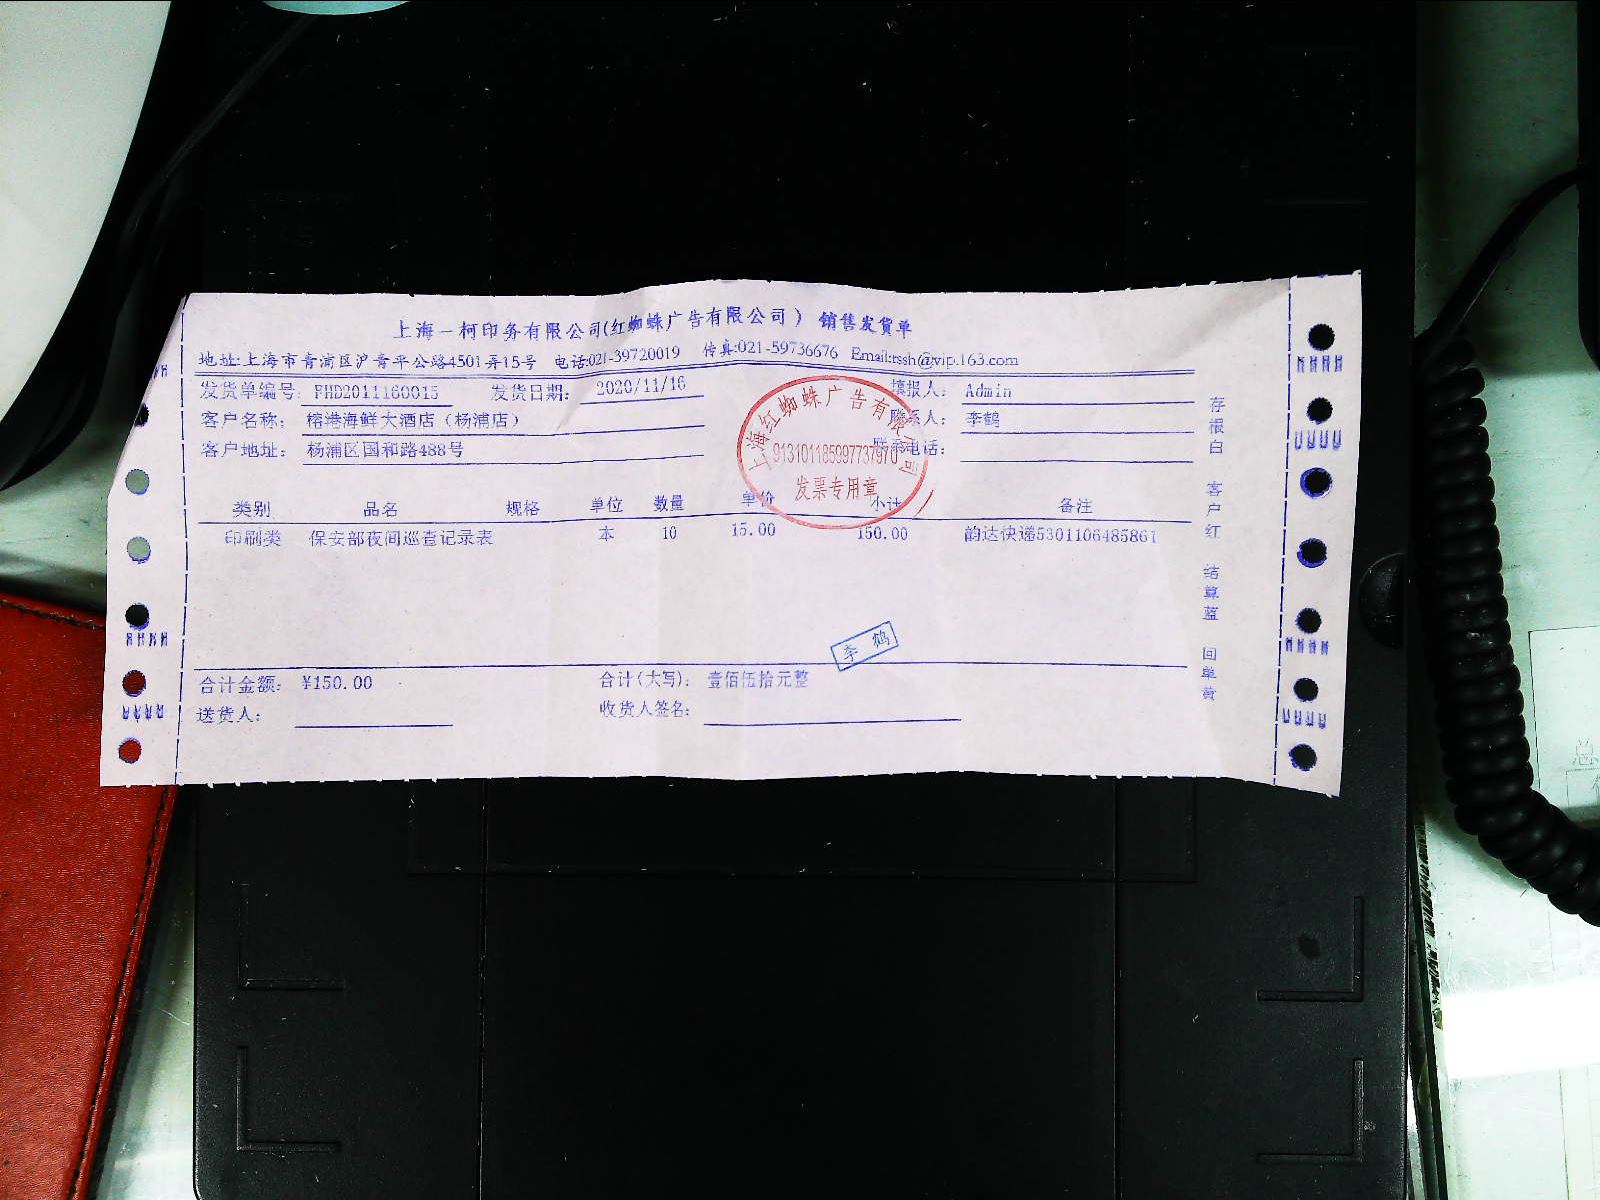 上海一柯印务有限公司(红蜘蛛广告有限公司) 销售发货单
地址:上海市青浦区沪青平公路4501弄15号 电话:021-39720019 传真:021-59736676 Email:rssh@vip.163.com
发货单编号: FHD2011160015 发货日期: 2020/11/16 填报人: Admin
客户名称: 榕港海鲜大酒店(杨浦店) 联系人: 李鹤
客户地址: 杨浦区国和路488号 联系电话:
上海红蜘蛛广告有限公司
发票专用章
类别 品名 规格 单位 数量 单价 小计 备注
印刷类 保安部夜间巡查记录表 本 10 15.00 150.00 韵达快递5301106485861
李鹤
合计金额: ¥150.00 合计(大写): 壹佰伍拾元整
送货人: 收货人签名:
存根白 客户红 结算蓝 回单黄